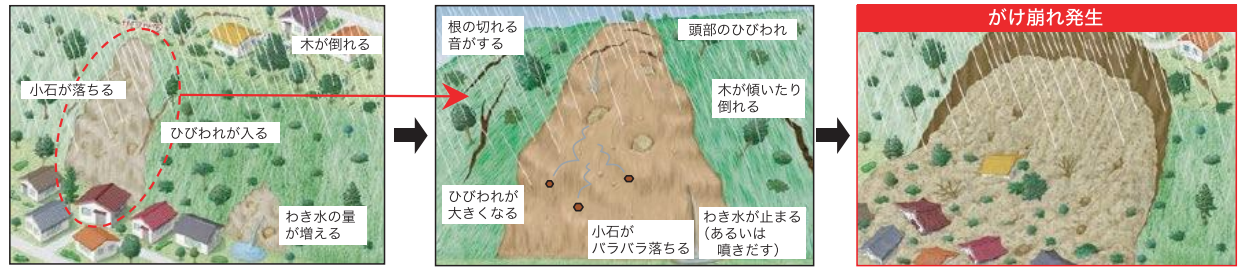 木が倒れる
小石が落ちる
ひびわれが入る
わき水の量
が増える
根の切れる
音がする
頭部のひびわれ
木が傾いたり
倒れる
ひびわれが
大きくなる
小石が
バラバラ落ちる
わき水が止まる
（あるいは
噴きだす）
がけ崩れ発生